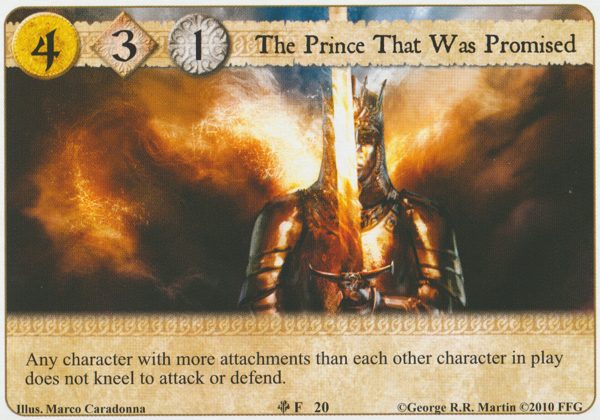 4 3 1 The Prince That Was Promised
Any character with more attachments than each other character in play
does not kneel to attack or defend.
Illus. Marco Caradonna F 20 ©George R.R. Martin ©2010 FFG